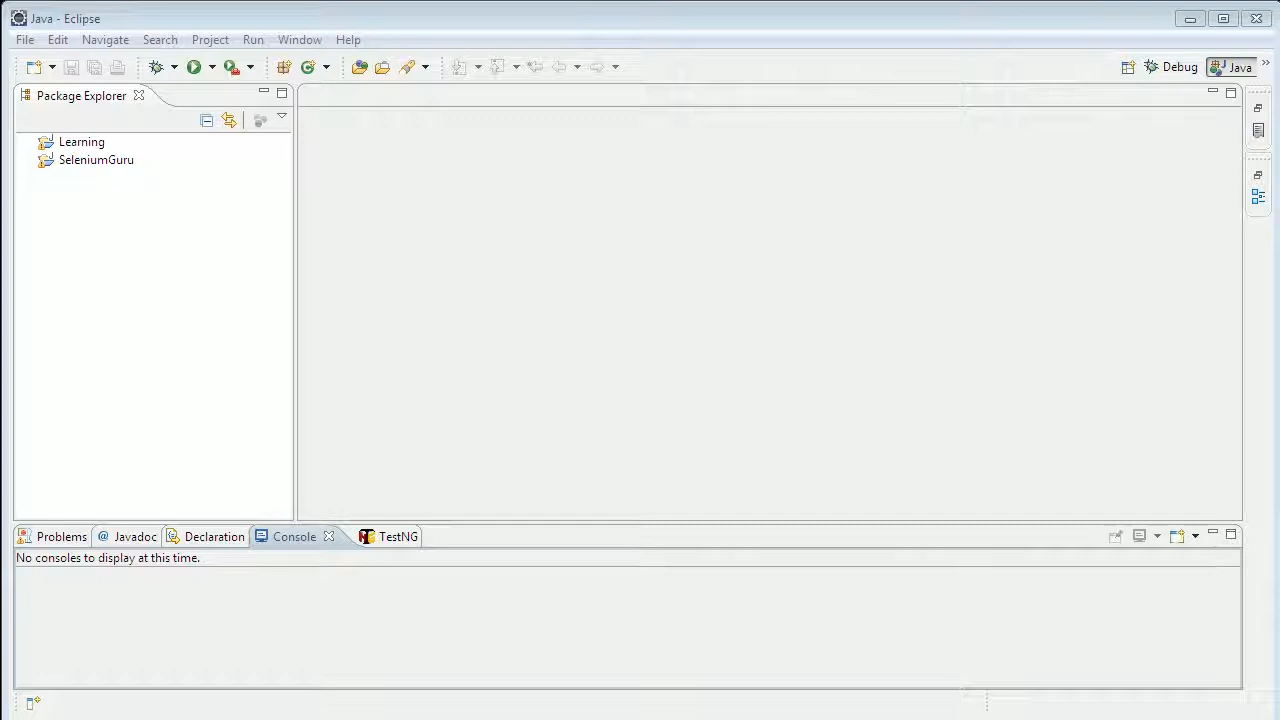 Java - Eclipse
File Edit Navigate Search Project Run Window Help
Debug Java
Package Explorer
Learning
SeleniumGuru
Problems Javadoc Declaration Console TestNG
No consoles to display at this time.